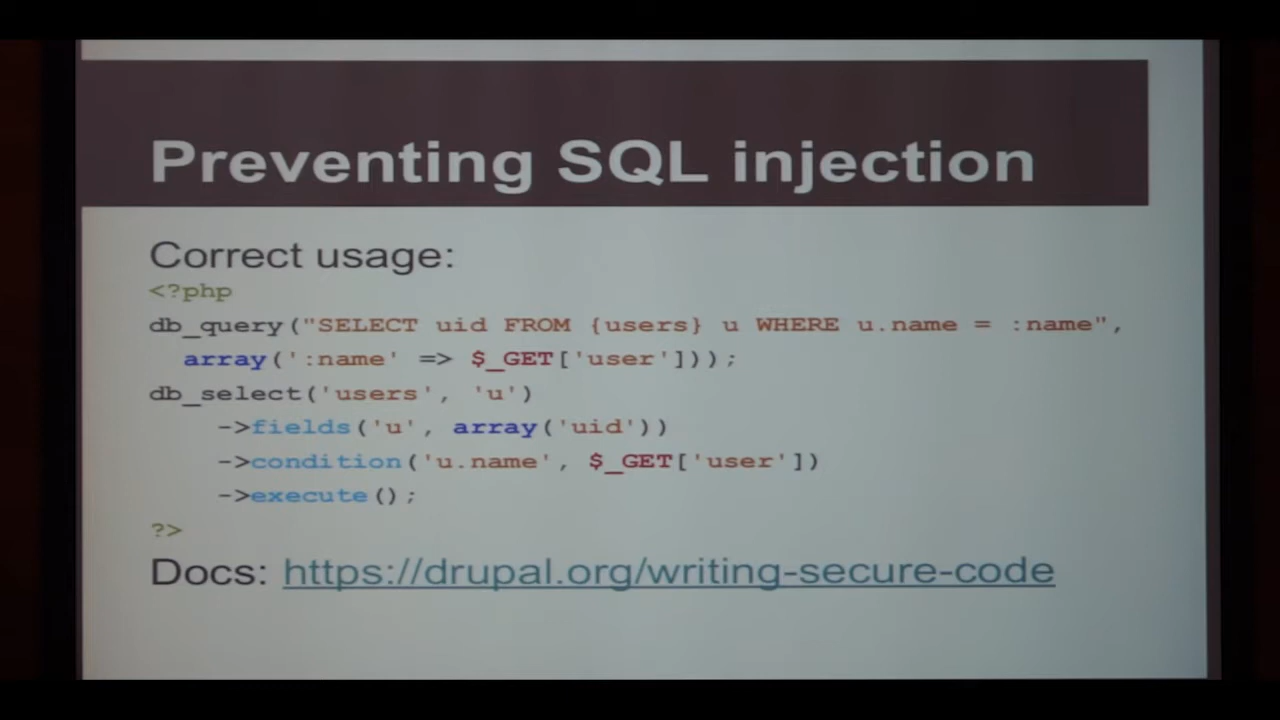 Preventing SQL injection
Correct usage:
<?php
db_query("SELECT uid FROM {users} u WHERE u.name = :name",
array(':name' => $_GET['user']));
db_select('users', 'u')
->fields('u', array('uid'))
->condition('u.name', $_GET['user'])
->execute();
?>
Docs: https://drupal.org/writing-secure-code